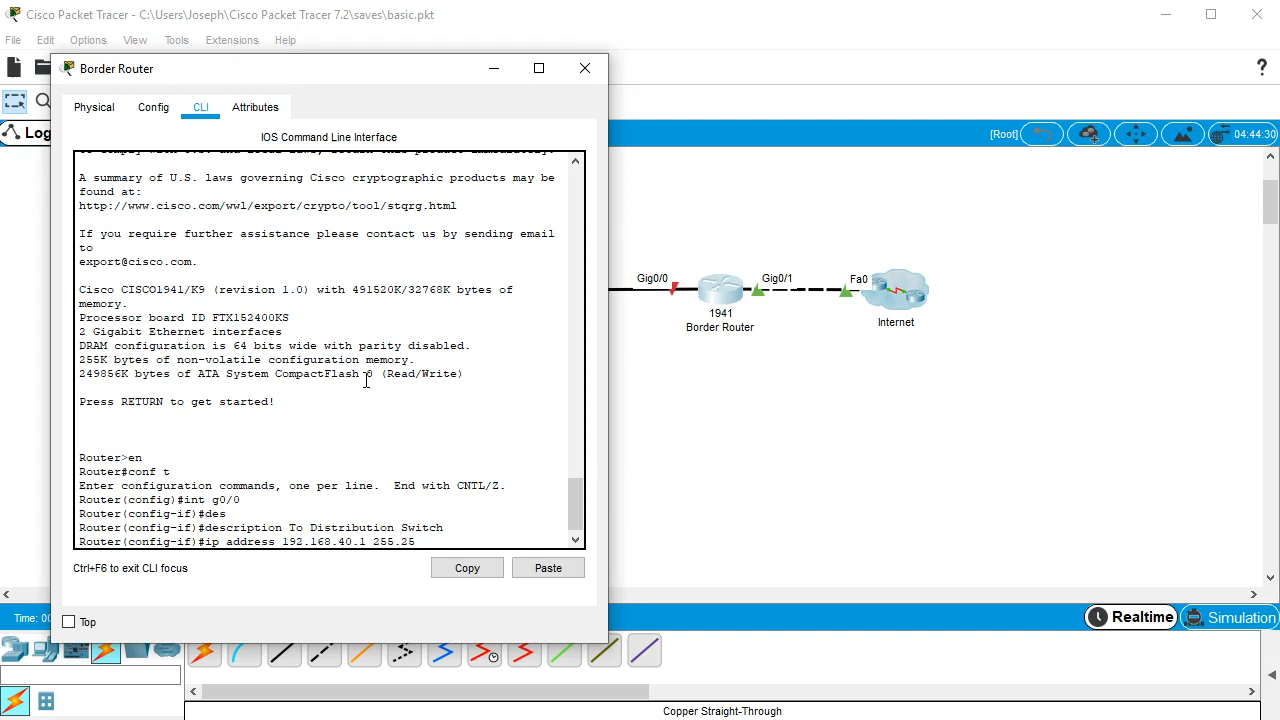 Cisco Packet Tracer - C:\Users\Joseph\Cisco Packet Tracer 7.2\saves\basic.pkt
File Edit Options View Tools Extensions Help
?
Border Router
Physical Config CLI Attributes
Log
[Root]
04:44:30
IOS Command Line Interface
A summary of U.S. laws governing Cisco cryptographic products may be
found at:
http://www.cisco.com/wwl/export/crypto/tool/stqrg.html
If you require further assistance please contact us by sending email
to
export@cisco.com.
Cisco CISCO1941/K9 (revision 1.0) with 491520K/32768K bytes of
memory.
Processor board ID FTX152400KS
2 Gigabit Ethernet interfaces
DRAM configuration is 64 bits wide with parity disabled.
255K bytes of non-volatile configuration memory.
249856K bytes of ATA System CompactFlash 0 (Read/Write)
Press RETURN to get started!
Router>en
Router#conf t
Enter configuration commands, one per line. End with CNTL/Z.
Router(config)#int g0/0
Router(config-if)#des
Router(config-if)#description To Distribution Switch
Router(config-if)#ip address 192.168.40.1 255.25
Ctrl+F6 to exit CLI focus
Copy Paste
Top
Gig0/0
Gig0/1
Fa0
1941
Border Router
Internet
Time: 00
Realtime
Simulation
Copper Straight-Through